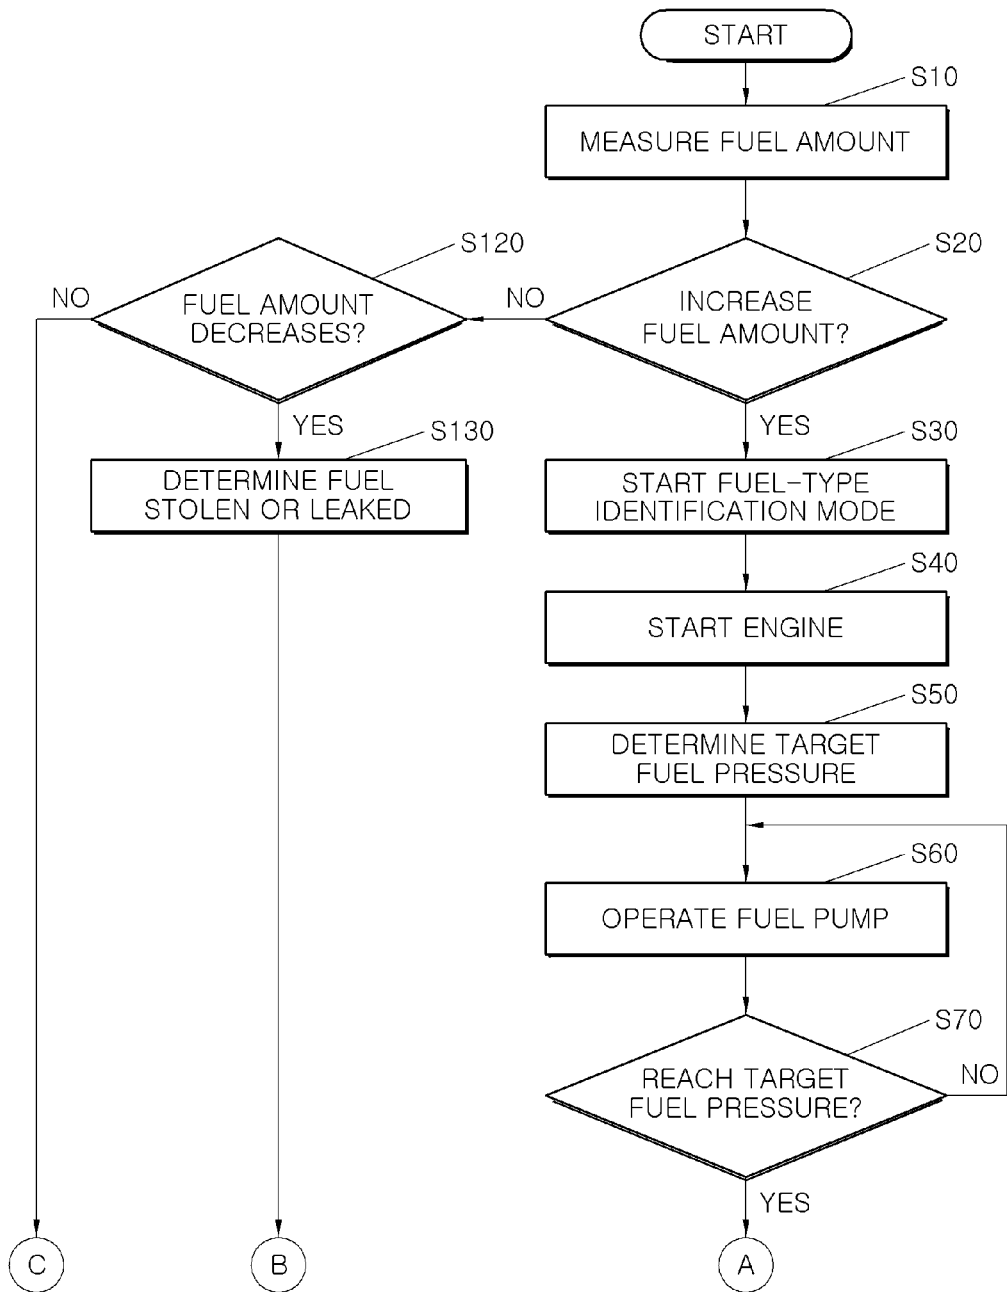 START
S10
MEASURE FUEL AMOUNT
S120
S20
NO
FUEL AMOUNT
DECREASES?
NO
INCREASE
FUEL AMOUNT?
YES
YES
S130
S30
DETERMINE FUEL
STOLEN OR LEAKED
START FUEL-TYPE
IDENTIFICATION MODE
S40
START ENGINE
S50
DETERMINE TARGET
FUEL PRESSURE
S60
OPERATE FUEL PUMP
S70
REACH TARGET
FUEL PRESSURE?
NO
YES
C
B
A